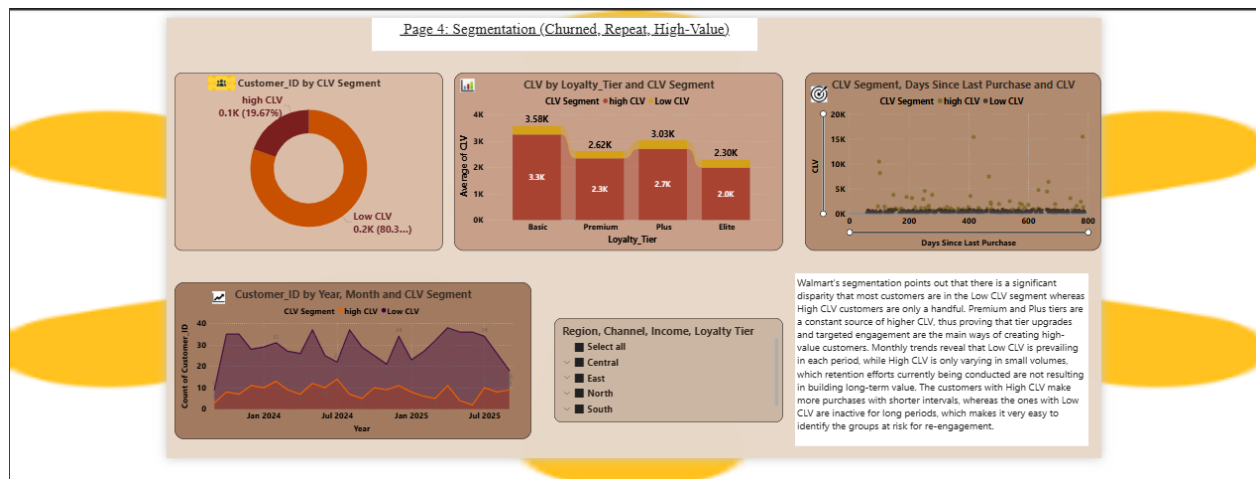 Page 4: Segmentation (Churned, Repeat, High-Value)
Customer_ID by CLV Segment
high CLV
0.1K (19.67%)
Low CLV
0.2K (80.3...)
CLV by Loyalty_Tier and CLV Segment
CLV Segment high CLV Low CLV
Average of CLV
4K
3K
2K
1K
0K
3.58K
2.62K
3.03K
2.30K
3.3K
2.3K
2.7K
2.0K
Basic Premium Plus Elite
Loyalty_Tier
CLV Segment, Days Since Last Purchase and CLV
CLV Segment high CLV Low CLV
CLV
20K
15K
10K
5K
0K
0 200 400 600 800
Days Since Last Purchase
Customer_ID by Year, Month and CLV Segment
CLV Segment high CLV Low CLV
Count of Customer_ID
40
30
20
10
0
Jan 2024 Jul 2024 Jan 2025 Jul 2025
Year
Region, Channel, Income, Loyalty Tier
Select all
Central
East
North
South
Walmart's segmentation points out that there is a significant
disparity that most customers are in the Low CLV segment whereas
High CLV customers are only a handful. Premium and Plus tiers are
a constant source of higher CLV, thus proving that tier upgrades
and targeted engagement are the main ways of creating high-
value customers. Monthly trends reveal that Low CLV is prevailing
in each period, while High CLV is only varying in small volumes,
which retention efforts currently being conducted are not resulting
in building long-term value. The customers with High CLV make
more purchases with shorter intervals, whereas the ones with Low
CLV are inactive for long periods, which makes it very easy to
identify the groups at risk for re-engagement.